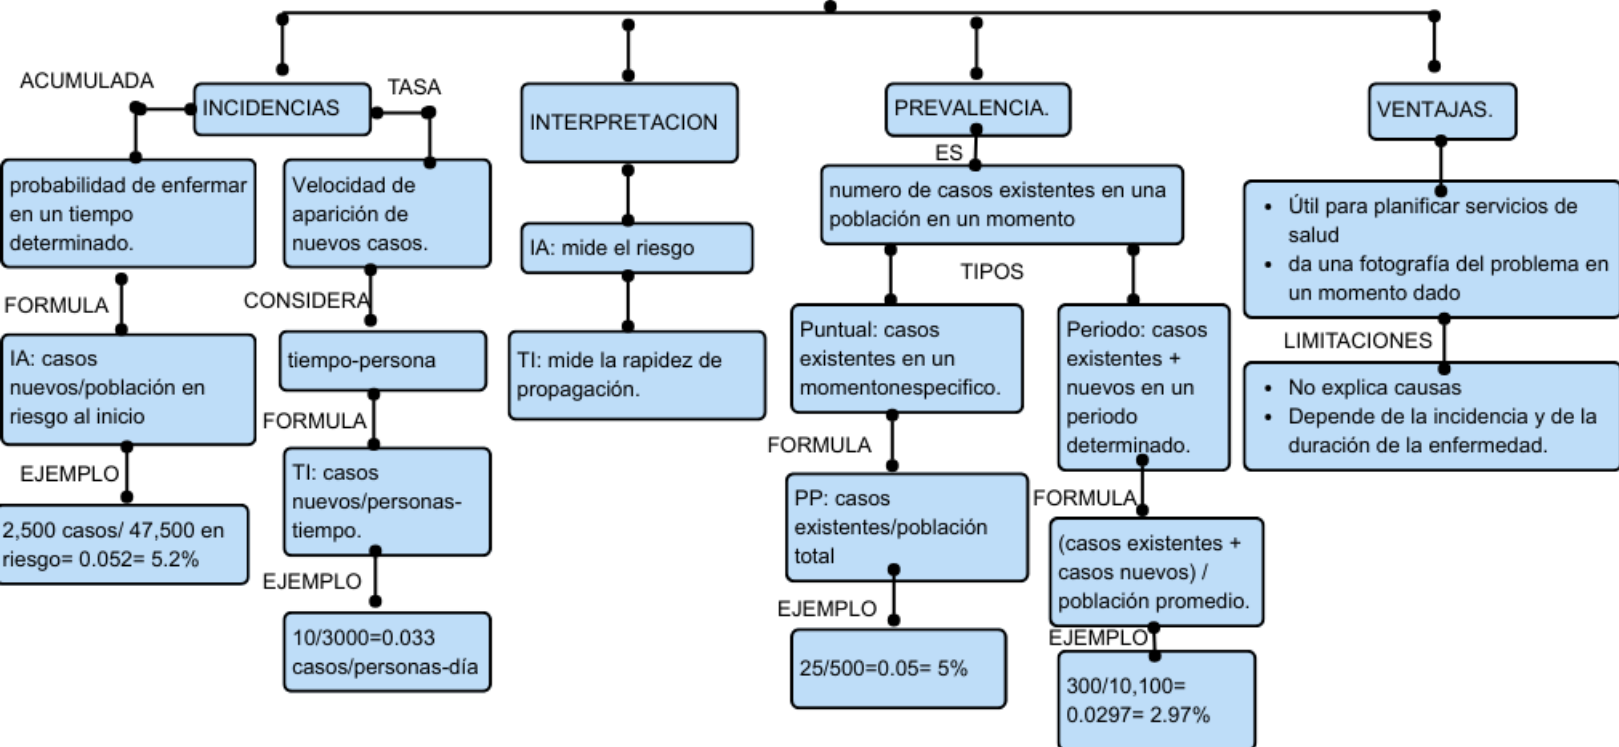 ACUMULADA
INCIDENCIAS
TASA
probabilidad de enfermar
en un tiempo
determinado.
FORMULA
IA: casos
nuevos/población en
riesgo al inicio
EJEMPLO
2,500 casos/ 47,500 en
riesgo= 0.052= 5.2%
Velocidad de
aparición de
nuevos casos.
CONSIDERA
tiempo-persona
FORMULA
TI: casos
nuevos/personas-
tiempo.
EJEMPLO
10/3000=0.033
casos/personas-día
INTERPRETACION
IA: mide el riesgo
TI: mide la rapidez de
propagación.
PREVALENCIA.
ES
numero de casos existentes en una
población en un momento
TIPOS
Puntual: casos
existentes en un
momentonespecifico.
FORMULA
PP: casos
existentes/población
total
EJEMPLO
25/500=0.05= 5%
Periodo: casos
existentes +
nuevos en un
periodo
determinado.
FORMULA
(casos existentes +
casos nuevos) /
población promedio.
EJEMPLO
300/10,100=
0.0297= 2.97%
VENTAJAS.
• Útil para planificar servicios de
salud
• da una fotografía del problema en
un momento dado
LIMITACIONES
• No explica causas
• Depende de la incidencia y de la
duración de la enfermedad.